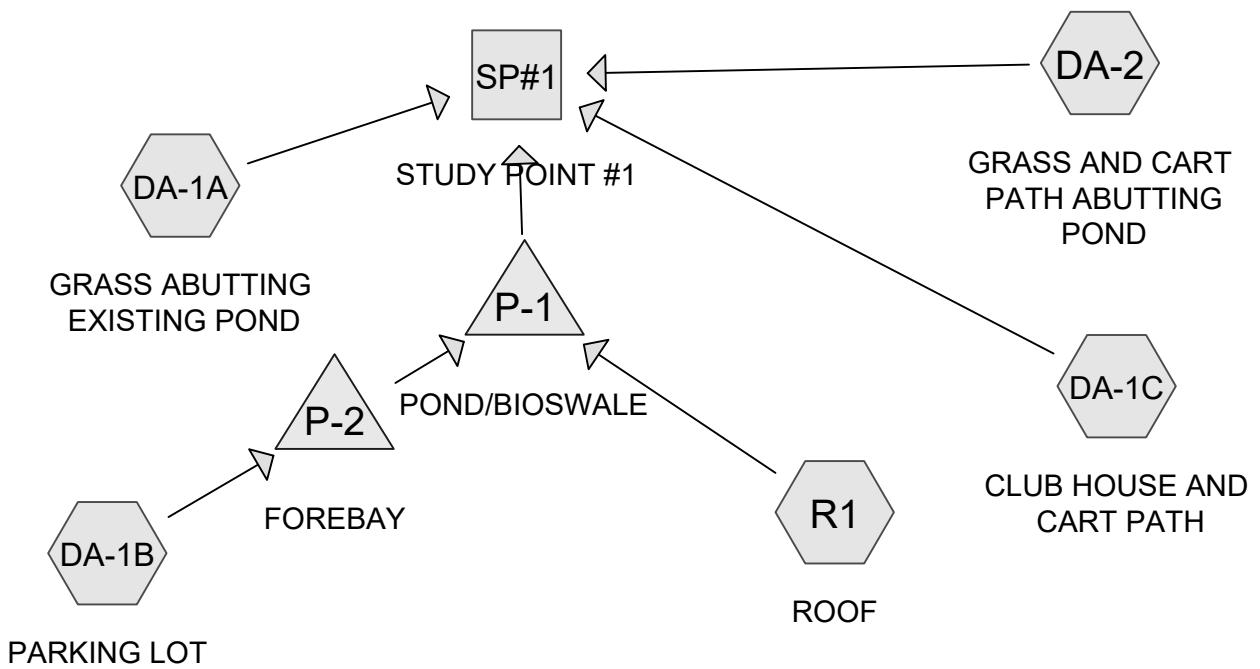 SP#1
STUDY POINT #1
DA-2
GRASS AND CART
PATH ABUTTING
POND
DA-1A
GRASS ABUTTING
EXISTING POND
P-1
POND/BIOSWALE
P-2
FOREBAY
DA-1C
CLUB HOUSE AND
CART PATH
R1
ROOF
DA-1B
PARKING LOT